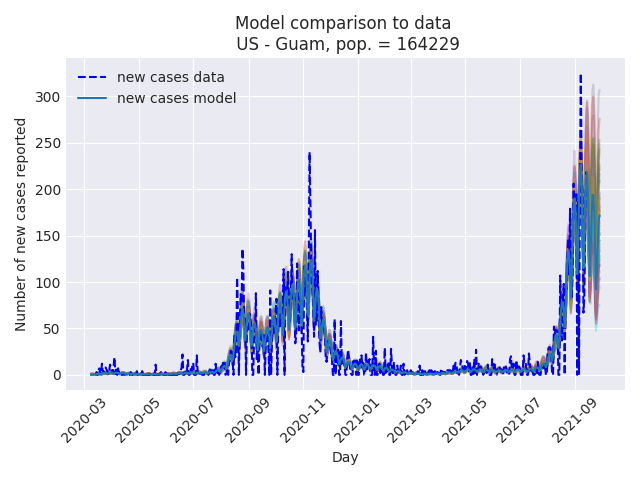 Model comparison to data
US - Guam, pop. = 164229
new cases data
new cases model
Number of new cases reported
300
250
200
150
100
50
0
2020-03
2020-05
2020-07
2020-09
2020-11
2021-01
2021-03
2021-05
2021-07
2021-09
Day